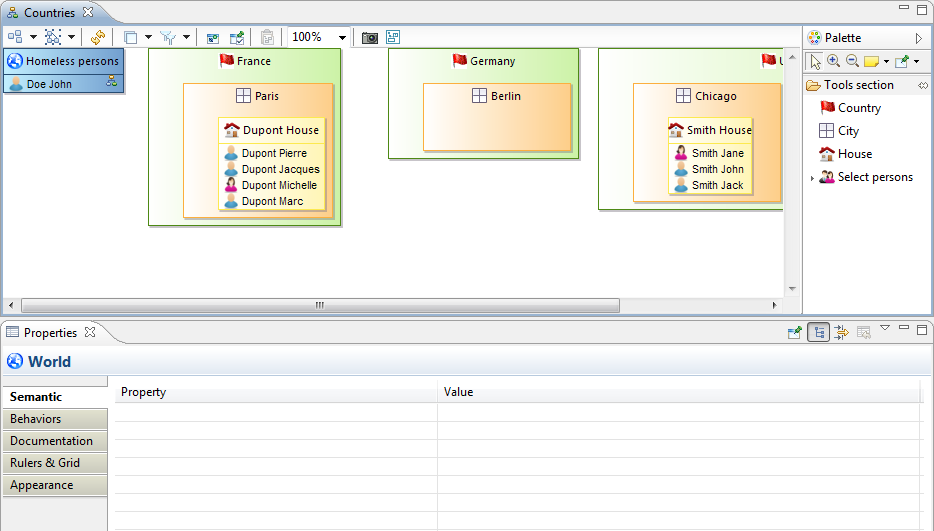 Countries
100%
Homeless persons
Doe John
France
Paris
Dupont House
Dupont Pierre
Dupont Jacques
Dupont Michelle
Dupont Marc
Germany
Berlin
U
Chicago
Smith House
Smith Jane
Smith John
Smith Jack
Palette
Tools section
Country
City
House
Select persons
Properties
World
Semantic
Behaviors
Documentation
Rulers & Grid
Appearance
Property Value